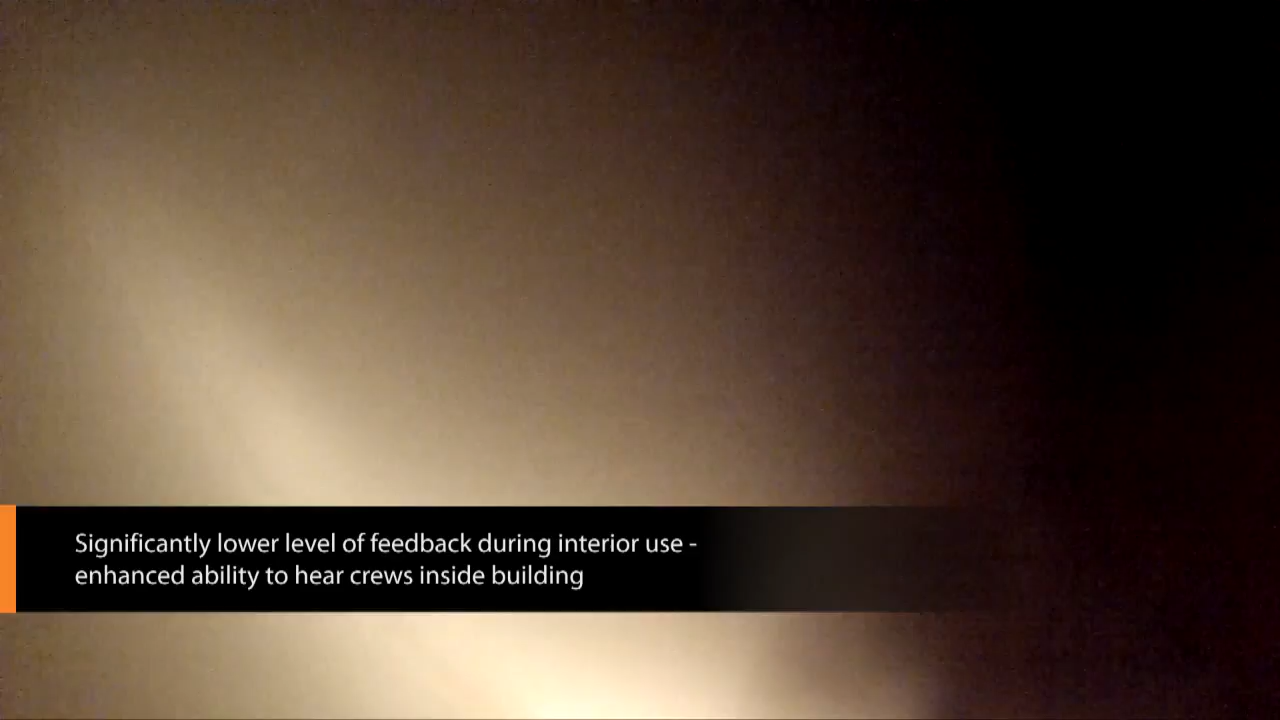 Significantly lower level of feedback during interior use -
enhanced ability to hear crews inside building